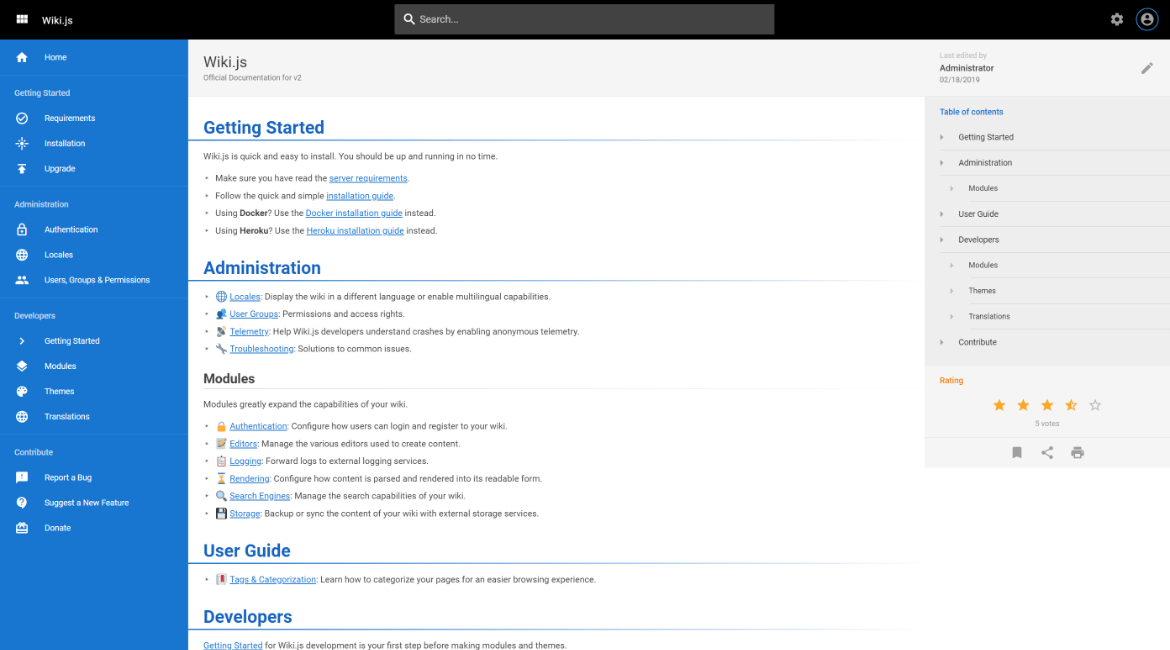 Wiki.js
Search...
Home
Getting Started
Requirements
Installation
Upgrade
Administration
Authentication
Locales
Users, Groups & Permissions
Developers
Getting Started
Modules
Themes
Translations
Contribute
Report a Bug
Suggest a New Feature
Donate
Wiki.js
Official Documentation for v2
Getting Started
Wiki.js is quick and easy to install. You should be up and running in no time.
Make sure you have read the server requirements.
Follow the quick and simple installation guide.
Using Docker? Use the Docker installation guide instead.
Using Heroku? Use the Heroku installation guide instead.
Administration
Locales: Display the wiki in a different language or enable multilingual capabilities.
User Groups: Permissions and access rights.
Telemetry: Help Wiki.js developers understand crashes by enabling anonymous telemetry.
Troubleshooting: Solutions to common issues.
Modules
Modules greatly expand the capabilities of your wiki.
Authentication: Configure how users can login and register to your wiki.
Editors: Manage the various editors used to create content.
Logging: Forward logs to external logging services.
Rendering: Configure how content is parsed and rendered into its readable form.
Search Engines: Manage the search capabilities of your wiki.
Storage: Backup or sync the content of your wiki with external storage services.
User Guide
Tags & Categorization: Learn how to categorize your pages for an easier browsing experience.
Developers
Getting Started for Wiki.js development is your first step before making modules and themes.
Last edited by
Administrator
02/18/2019
Table of contents
Getting Started
Administration
Modules
User Guide
Developers
Modules
Themes
Translations
Contribute
Rating
5 votes